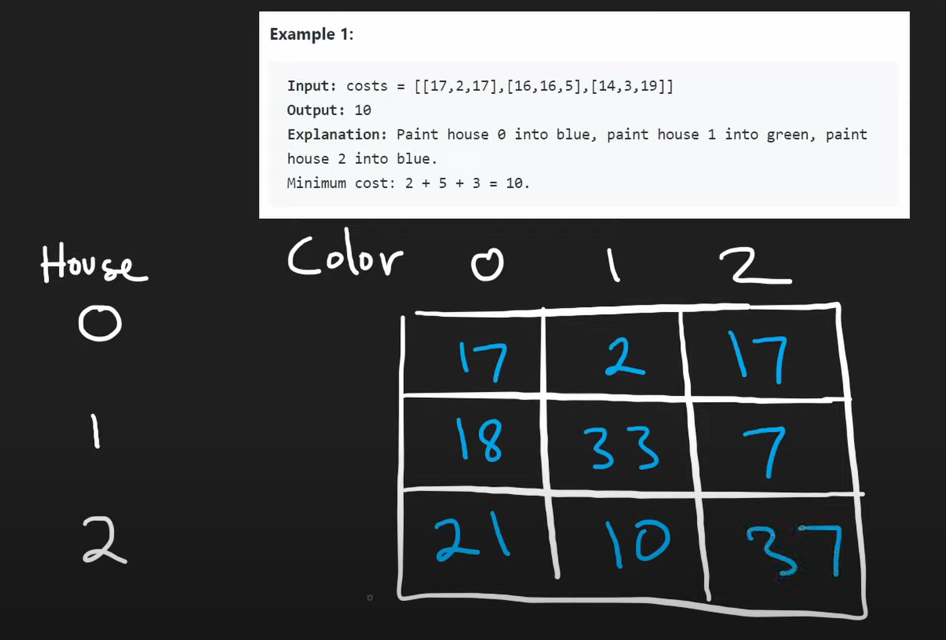 Example 1:
Input: costs = [[17,2,17],[16,16,5],[14,3,19]]
Output: 10
Explanation: Paint house 0 into blue, paint house 1 into green, paint
house 2 into blue.
Minimum cost: 2 + 5 + 3 = 10.
House Color 0 1 2
0 17 2 17
1 18 33 7
2 21 10 37